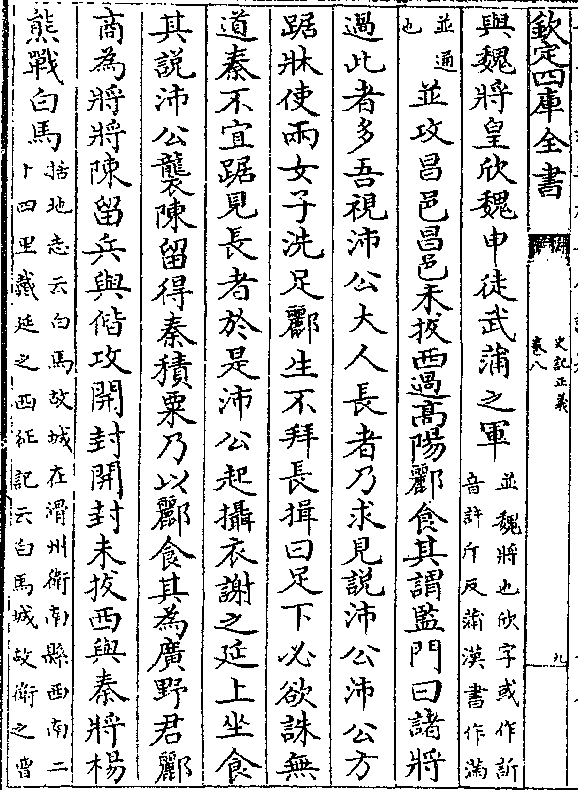 欽定四庫全書
史記正義
卷八
九
與魏將皇欣魏申徒武蒲之軍並魏將也欣字或作訢音許斤反蒲漢書作滿
並通也並攻昌邑昌邑未拔西過高陽酈食其謂監門曰諸將
過此者多吾視沛公大人長者乃求見說沛公沛公方
踞牀使兩女子洗足酈生不拜長揖曰足下必欲誅無
道秦不宜踞見長者於是沛公起攝衣謝之延上坐食
其說沛公襲陳留得秦積粟乃以酈食其為廣野君酈
商為將將陳留兵與偕攻開封開封未拔西與秦將楊
熊戰白馬括地志云白馬故城在滑州衛南縣西南二十四里戴延之西征記云白馬城故衛之曹